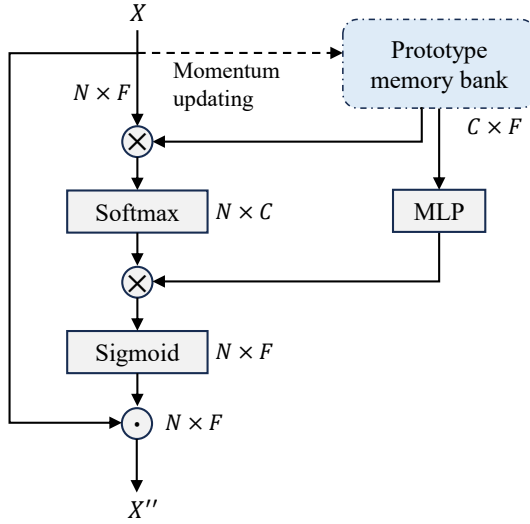 X
Prototype
memory bank
Momentum
updating
N × F
C × F
⊗
Softmax
N × C
MLP
⊗
Sigmoid
N × F
N × F
X''